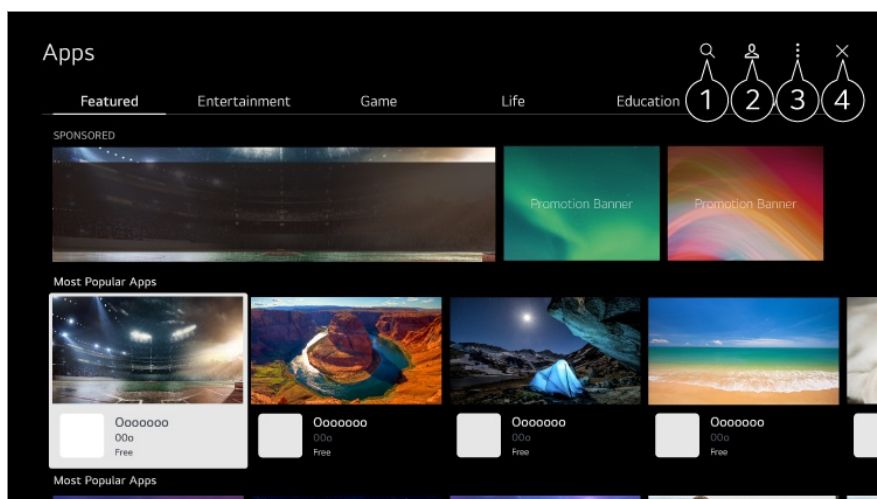 Apps
1 2 3 4
Featured Entertainment Game Life Education
SPONSORED
Promotion Banner Promotion Banner
Most Popular Apps
Ooooooo Ooooooo Ooooooo Ooooooo
00o 00o 00o 00o
Free Free Free Free
Most Popular Apps